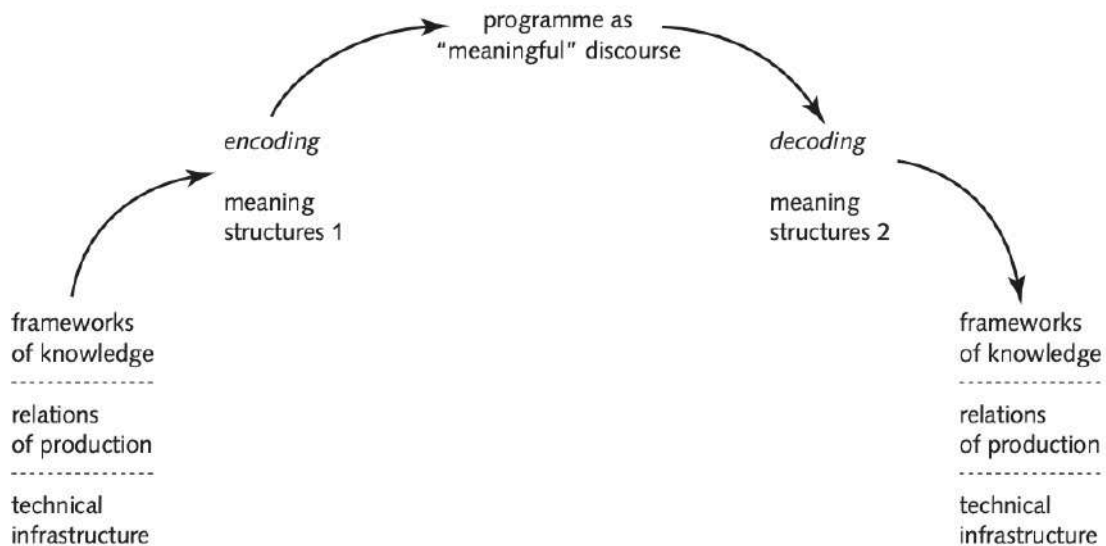 programme as
“meaningful” discourse
encoding
decoding
meaning
structures 1
meaning
structures 2
frameworks
of knowledge
relations
of production
technical
infrastructure
frameworks
of knowledge
relations
of production
technical
infrastructure